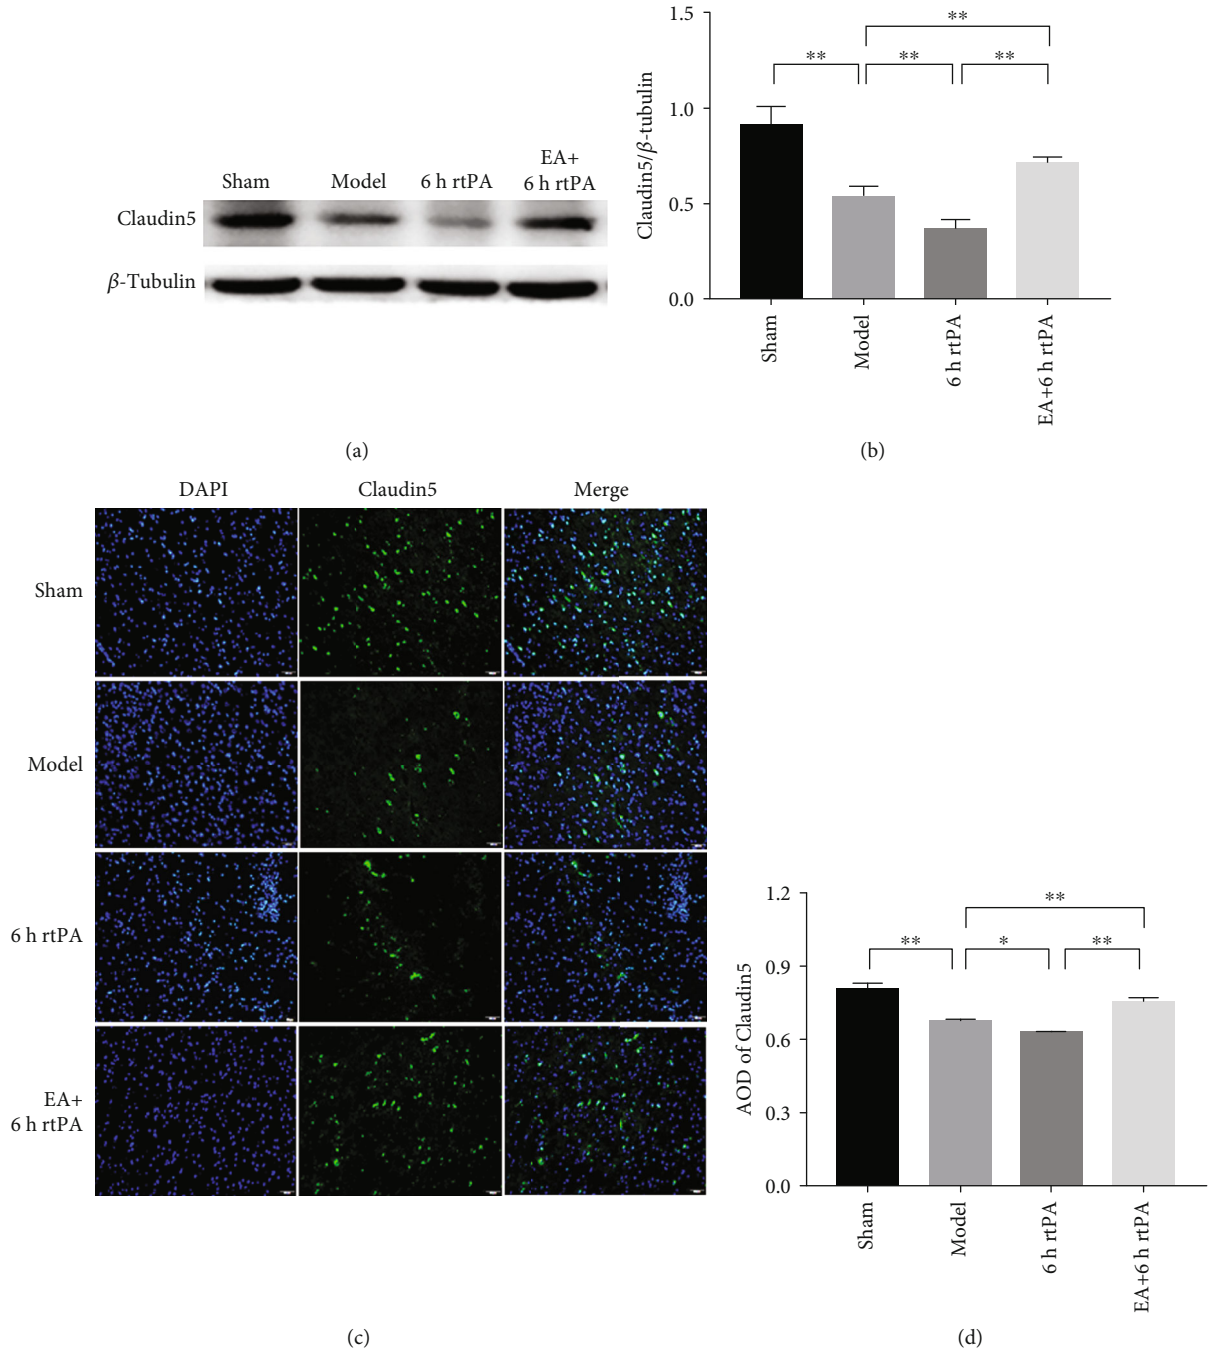 Sham
Model
6 h rtPA
EA+
6 h rtPA
Claudin5
β-Tubulin
(a)
Claudin5/β-tubulin
1.5
1.0
0.5
0.0
**
**
**
**
Sham
Model
6 h rtPA
EA+6 h rtPA
(b)
DAPI
Claudin5
Merge
Sham
Model
6 h rtPA
EA+
6 h rtPA
(c)
AOD of Claudin5
1.2
0.9
0.6
0.3
0.0
**
**
*
**
Sham
Model
6 h rtPA
EA+6 h rtPA
(d)